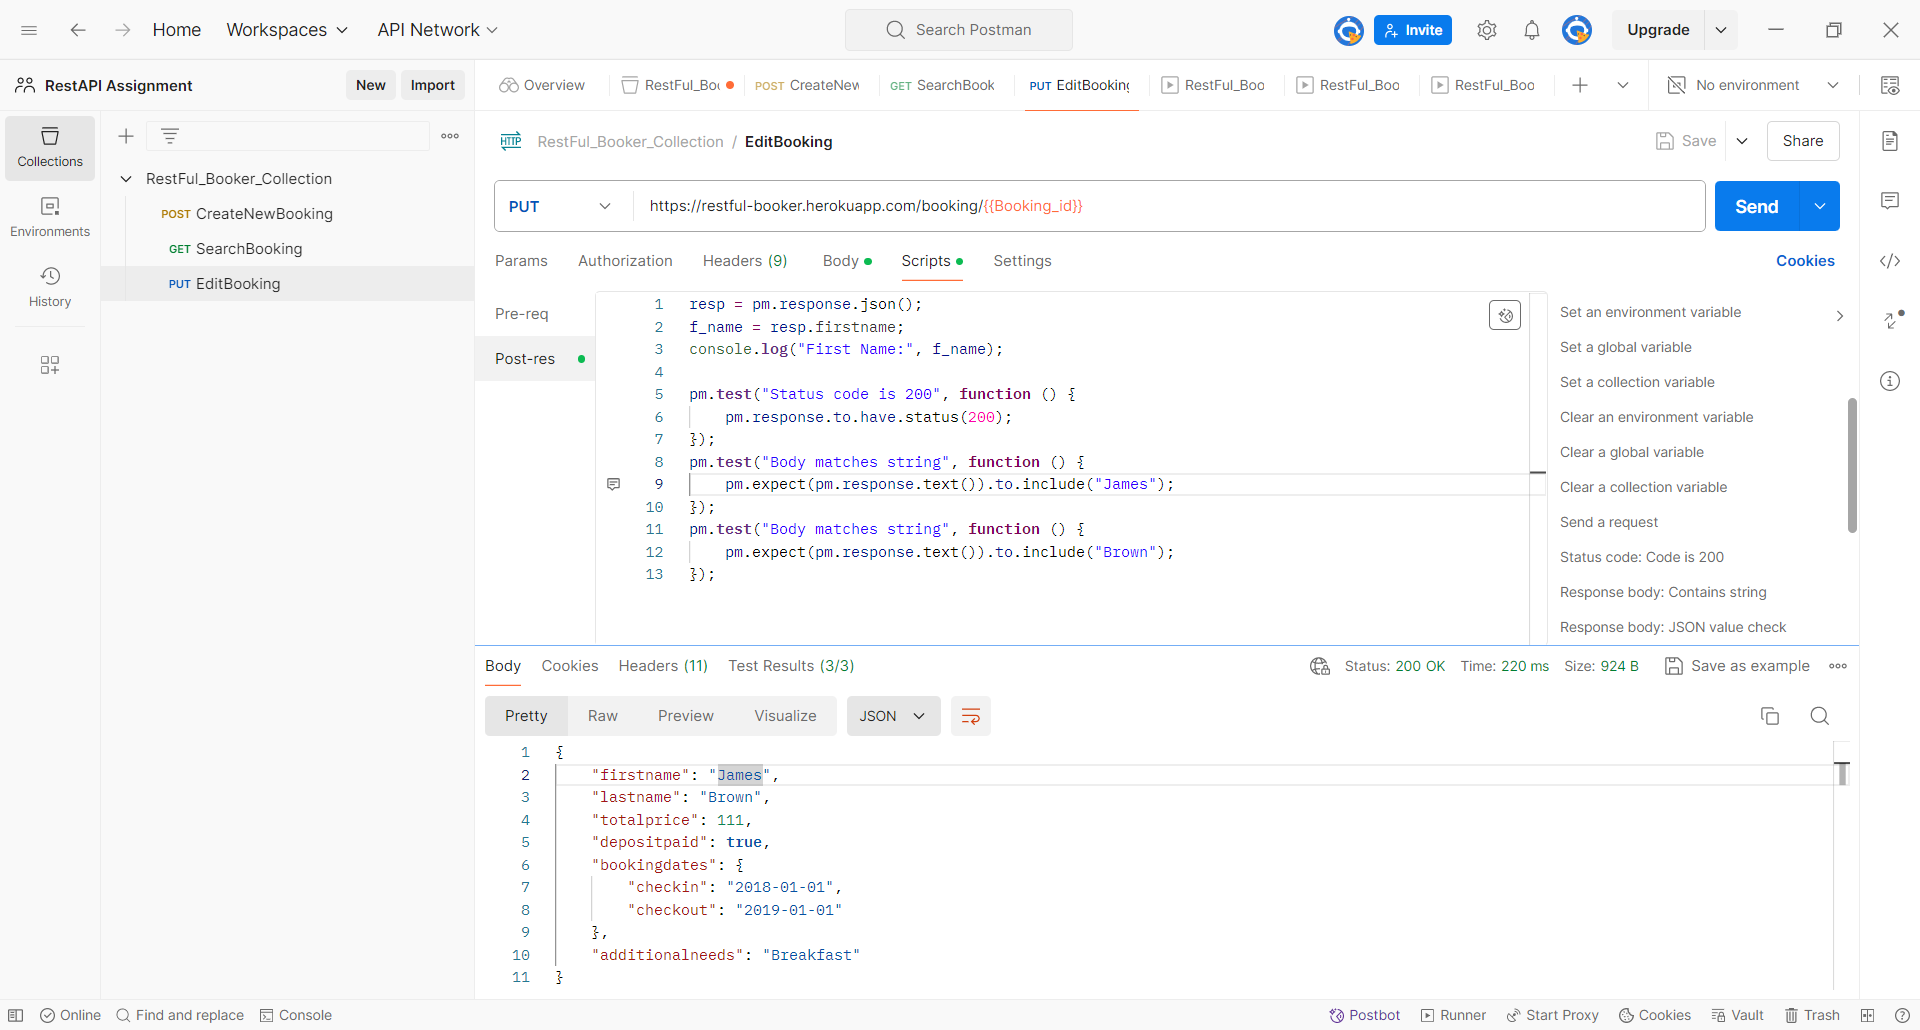 Home Workspaces API Network Search Postman Invite Upgrade
RestAPI Assignment New Import Overview RestFul_Boo POST CreateNew GET SearchBook PUT EditBooking RestFul_Boo RestFul_Boo RestFul_Boo No environment
Collections
Environments
History
RestFul_Booker_Collection
POST CreateNewBooking
GET SearchBooking
PUT EditBooking
HTTP RestFul_Booker_Collection / EditBooking Save Share
PUT https://restful-booker.herokuapp.com/booking/{{Booking_id}} Send
Params Authorization Headers (9) Body Scripts Settings Cookies
Pre-req
Post-res
1 resp = pm.response.json();
2 f_name = resp.firstname;
3 console.log("First Name:", f_name);
4
5 pm.test("Status code is 200", function () {
6 pm.response.to.have.status(200);
7 });
8 pm.test("Body matches string", function () {
9 pm.expect(pm.response.text()).to.include("James");
10 });
11 pm.test("Body matches string", function () {
12 pm.expect(pm.response.text()).to.include("Brown");
13 });
Set an environment variable
Set a global variable
Set a collection variable
Clear an environment variable
Clear a global variable
Clear a collection variable
Send a request
Status code: Code is 200
Response body: Contains string
Response body: JSON value check
Body Cookies Headers (11) Test Results (3/3) Status: 200 OK Time: 220 ms Size: 924 B Save as example
Pretty Raw Preview Visualize JSON
1 {
2 "firstname": "James",
3 "lastname": "Brown",
4 "totalprice": 111,
5 "depositpaid": true,
6 "bookingdates": {
7 "checkin": "2018-01-01",
8 "checkout": "2019-01-01"
9 },
10 "additionalneeds": "Breakfast"
11 }
Online Find and replace Console Postbot Runner Start Proxy Cookies Vault Trash